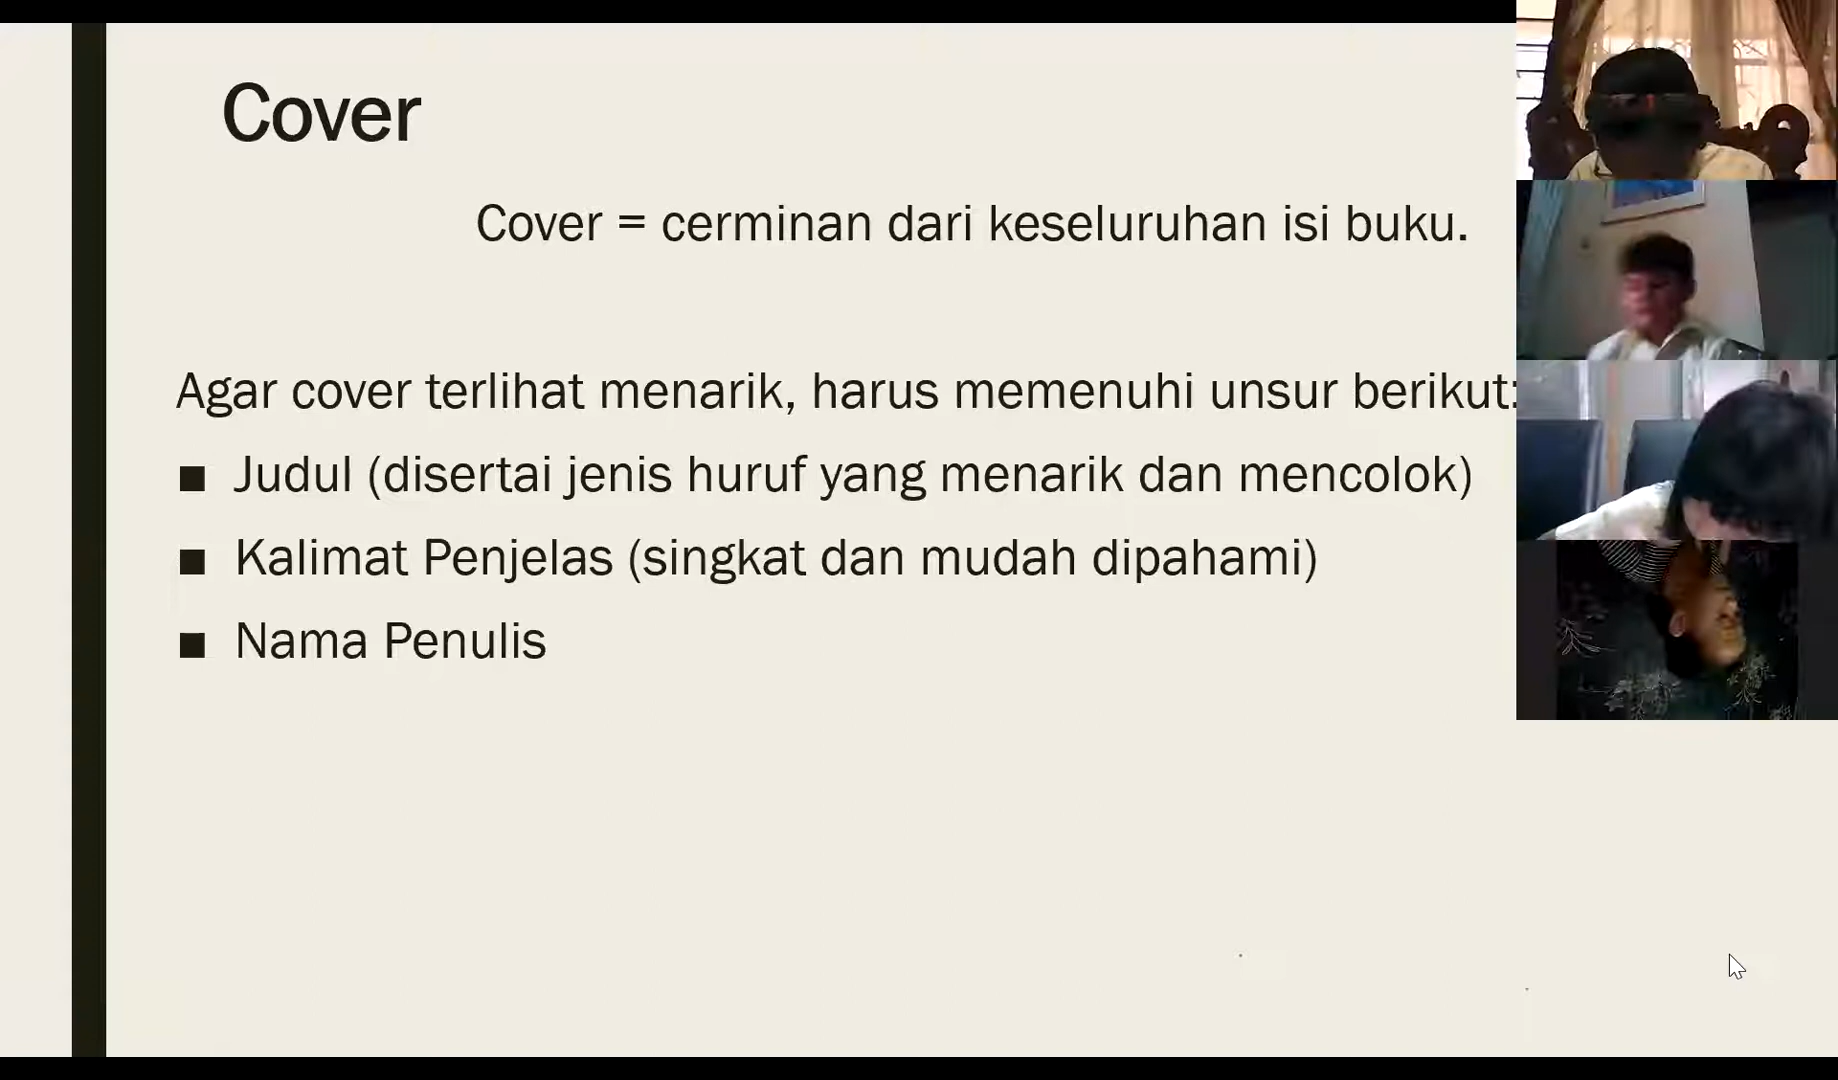 Cover
Cover = cerminan dari keseluruhan isi buku.
Agar cover terlihat menarik, harus memenuhi unsur berikut:
■ Judul (disertai jenis huruf yang menarik dan mencolok)
■ Kalimat Penjelas (singkat dan mudah dipahami)
■ Nama Penulis